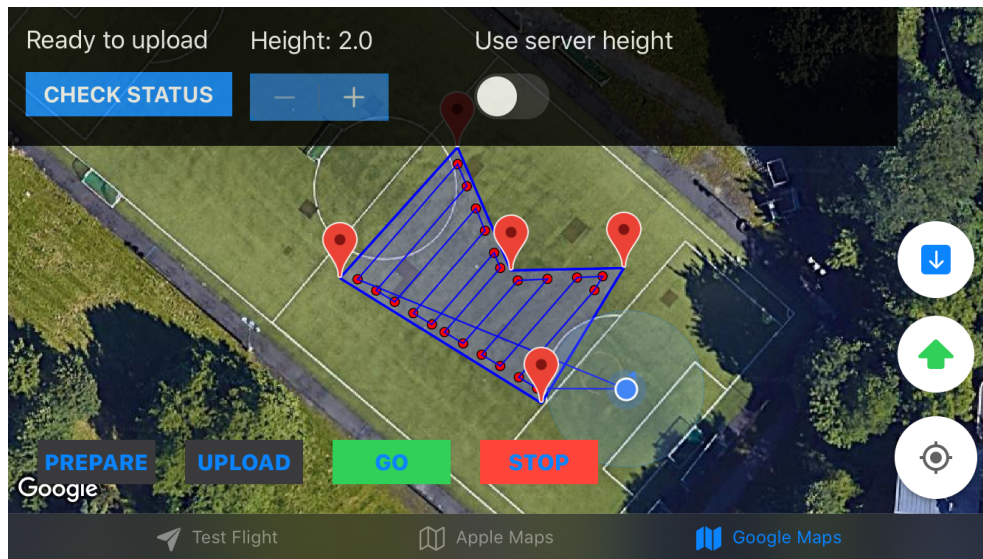 Ready to upload
Height: 2.0
Use server height
CHECK STATUS
− +
PREPARE
UPLOAD
GO
STOP
Google
Test Flight
Apple Maps
Google Maps